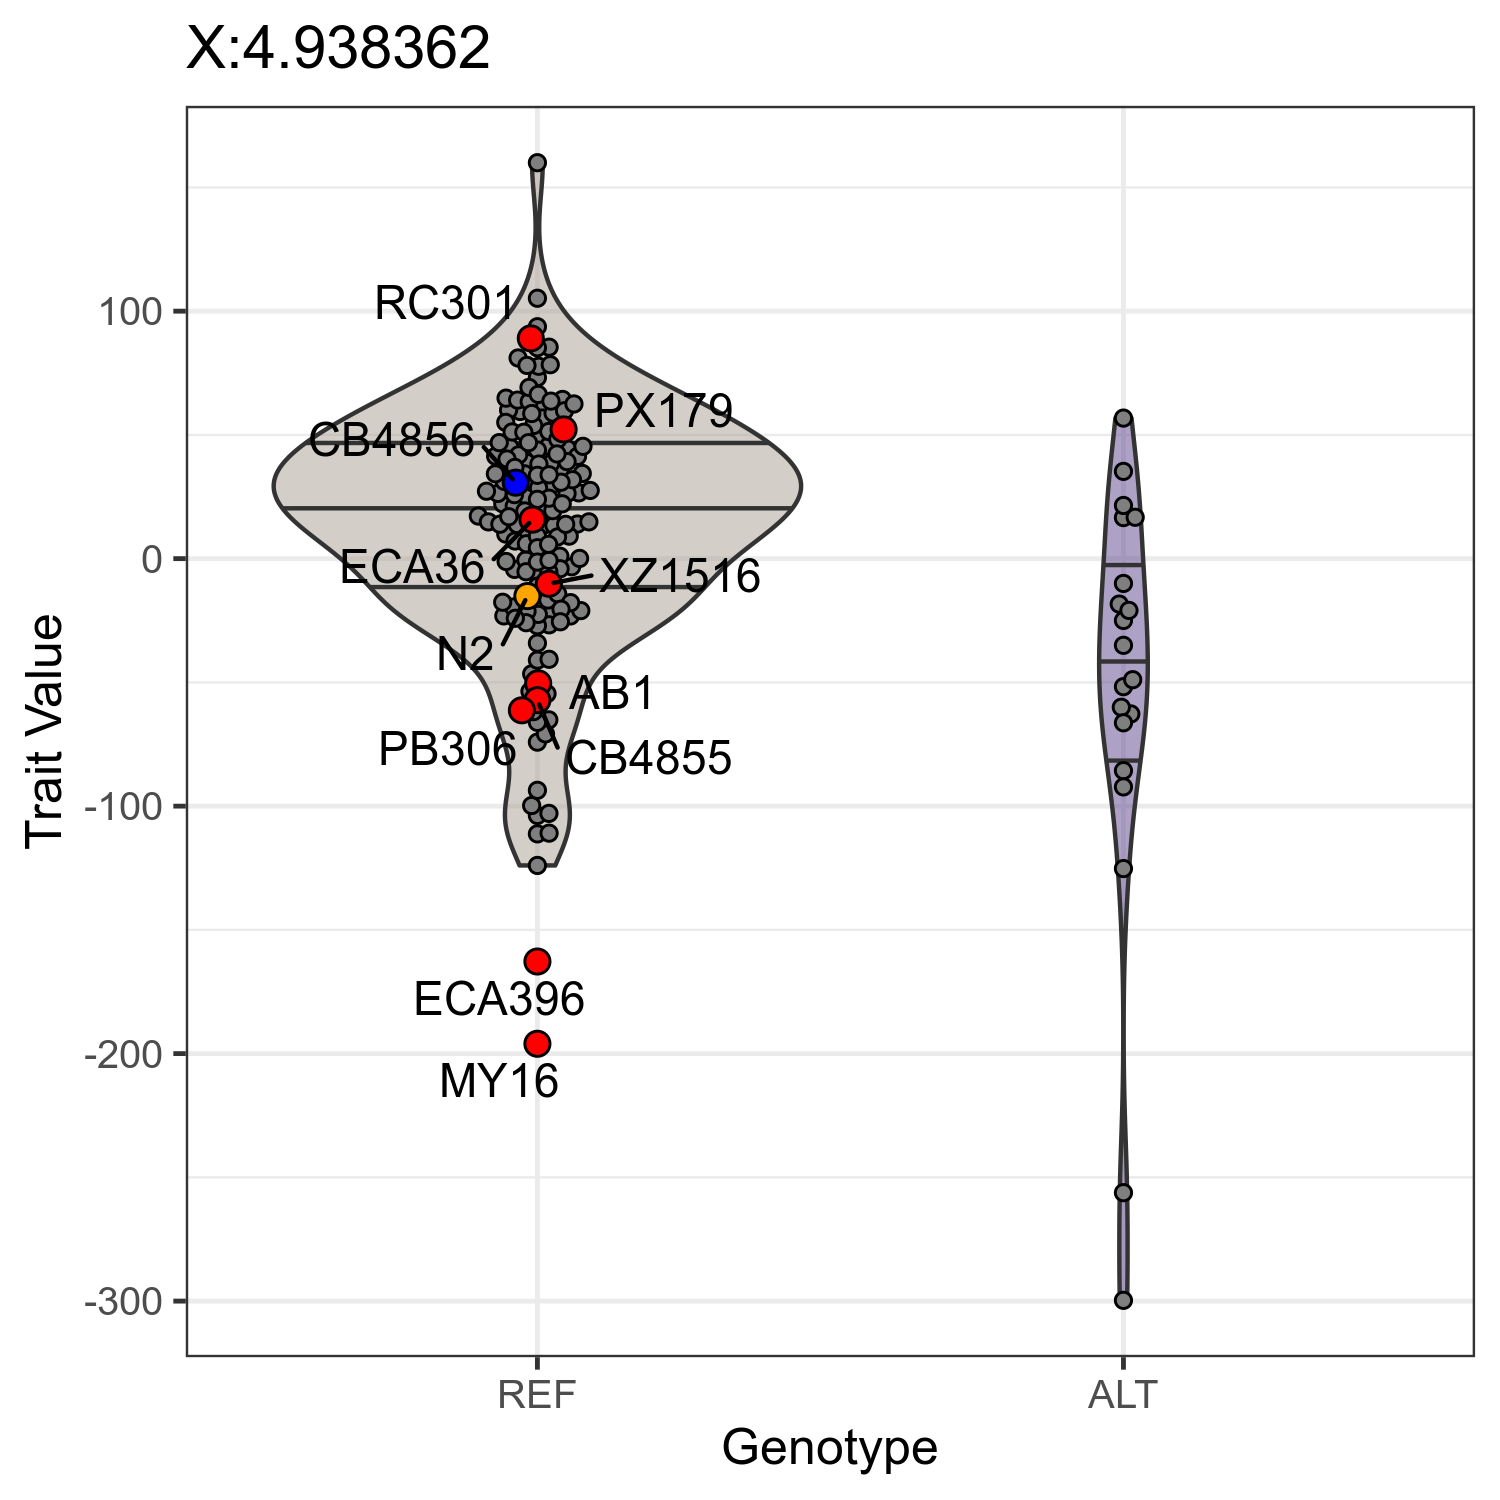 X:4.938362
Trait Value
100
0
-100
-200
-300
RC301
PX179
CB4856
ECA36
XZ1516
N2
AB1
PB306
CB4855
ECA396
MY16
REF
ALT
Genotype